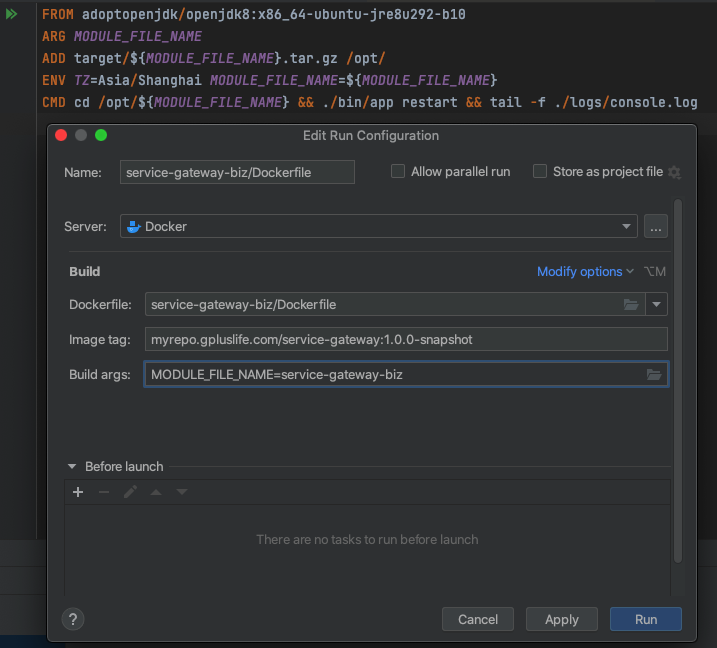 FROM adoptopenjdk/openjdk8:x86_64-ubuntu-jre8u292-b10
ARG MODULE_FILE_NAME
ADD target/${MODULE_FILE_NAME}.tar.gz /opt/
ENV TZ=Asia/Shanghai MODULE_FILE_NAME=${MODULE_FILE_NAME}
CMD cd /opt/${MODULE_FILE_NAME} && ./bin/app restart && tail -f ./logs/console.log
Edit Run Configuration
Name: service-gateway-biz/Dockerfile Allow parallel run Store as project file
Server: Docker ...
Build Modify options ⌥M
Dockerfile: service-gateway-biz/Dockerfile
Image tag: myrepo.gpluslife.com/service-gateway:1.0.0-snapshot
Build args: MODULE_FILE_NAME=service-gateway-biz
Before launch
There are no tasks to run before launch
? Cancel Apply Run